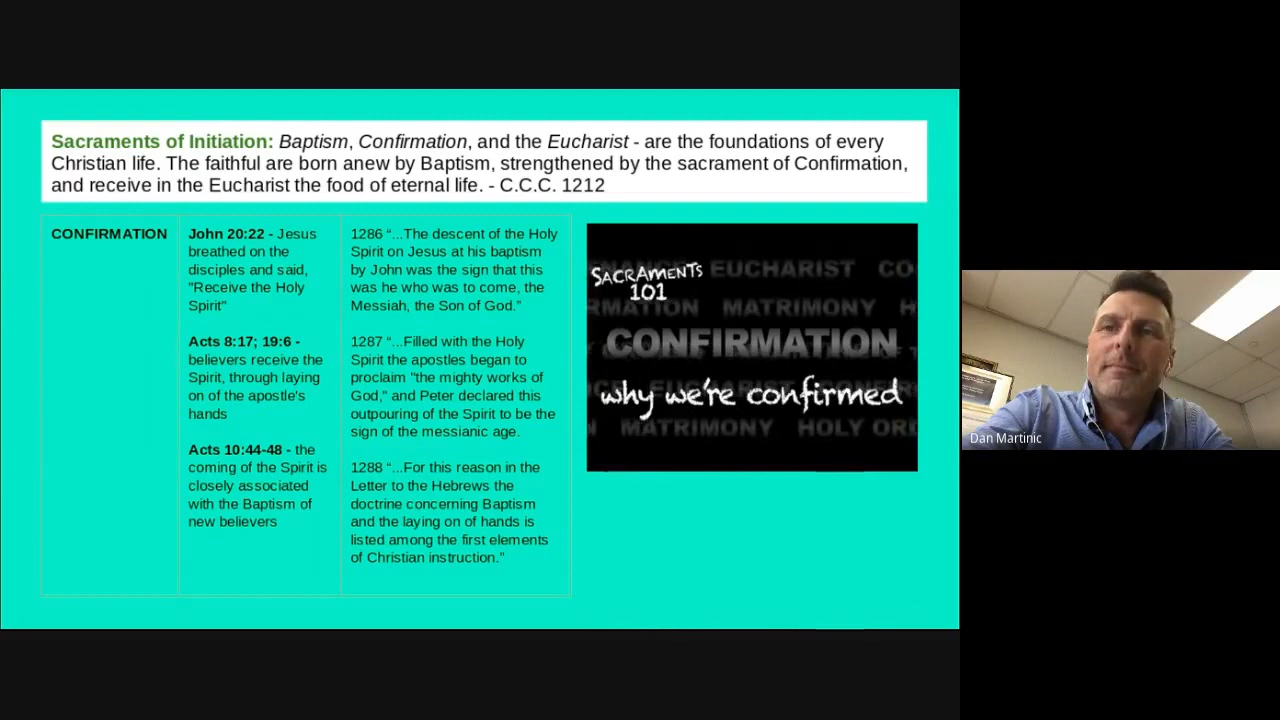 Sacraments of Initiation: Baptism, Confirmation, and the Eucharist - are the foundations of every
Christian life. The faithful are born anew by Baptism, strengthened by the sacrament of Confirmation,
and receive in the Eucharist the food of eternal life. - C.C.C. 1212
CONFIRMATION
John 20:22 - Jesus
breathed on the
disciples and said,
"Receive the Holy
Spirit"
Acts 8:17; 19:6 -
believers receive the
Spirit, through laying
on of the apostle's
hands
Acts 10:44-48 - the
coming of the Spirit is
closely associated
with the Baptism of
new believers
1286 “...The descent of the Holy
Spirit on Jesus at his baptism
by John was the sign that this
was he who was to come, the
Messiah, the Son of God.”
1287 “...Filled with the Holy
Spirit the apostles began to
proclaim "the mighty works of
God," and Peter declared this
outpouring of the Spirit to be the
sign of the messianic age.
1288 “...For this reason in the
Letter to the Hebrews the
doctrine concerning Baptism
and the laying on of hands is
listed among the first elements
of Christian instruction.”
SACRAMENTS
101
EUCHARIST CO
RMATION MATRIMONY H
CONFIRMATION
why we're confirmed
N MATRIMONY HOLY ORD
Dan Martinic